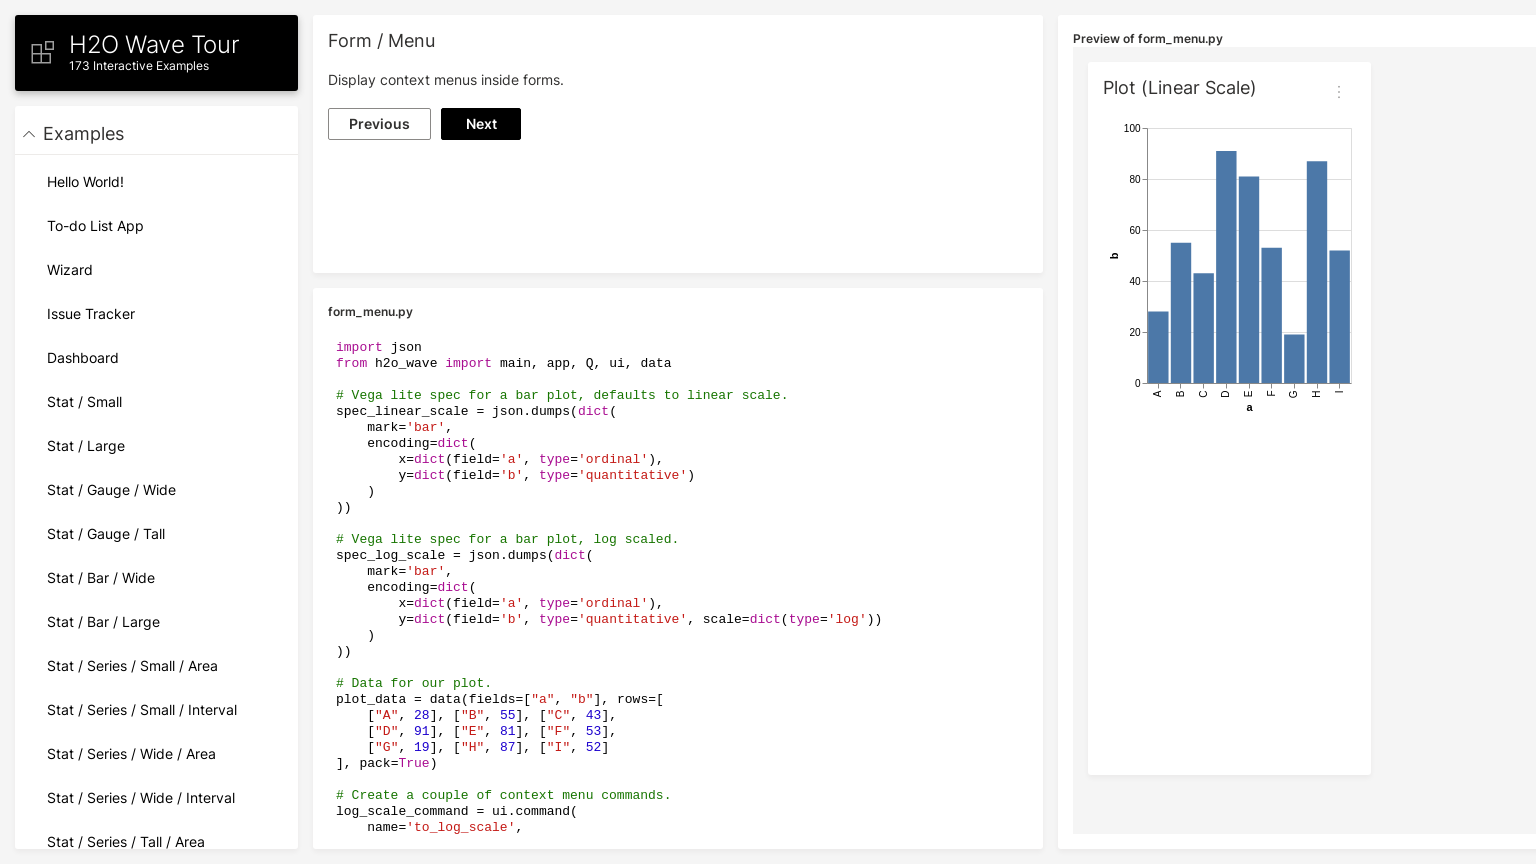 H2O Wave Tour
173 Interactive Examples
Examples
Hello World!
To-do List App
Wizard
Issue Tracker
Dashboard
Stat / Small
Stat / Large
Stat / Gauge / Wide
Stat / Gauge / Tall
Stat / Bar / Wide
Stat / Bar / Large
Stat / Series / Small / Area
Stat / Series / Small / Interval
Stat / Series / Wide / Area
Stat / Series / Wide / Interval
Stat / Series / Tall / Area
Form / Menu
Display context menus inside forms.
Previous
Next
form_menu.py
import json
from h2o_wave import main, app, Q, ui, data
# Vega lite spec for a bar plot, defaults to linear scale.
spec_linear_scale = json.dumps(dict(
    mark='bar',
    encoding=dict(
        x=dict(field='a', type='ordinal'),
        y=dict(field='b', type='quantitative')
    )
))
# Vega lite spec for a bar plot, log scaled.
spec_log_scale = json.dumps(dict(
    mark='bar',
    encoding=dict(
        x=dict(field='a', type='ordinal'),
        y=dict(field='b', type='quantitative', scale=dict(type='log'))
    )
))
# Data for our plot.
plot_data = data(fields=["a", "b"], rows=[
    ["A", 28], ["B", 55], ["C", 43],
    ["D", 91], ["E", 81], ["F", 53],
    ["G", 19], ["H", 87], ["I", 52]
], pack=True)
# Create a couple of context menu commands.
log_scale_command = ui.command(
    name='to_log_scale',
Preview of form_menu.py
Plot (Linear Scale)
100
80
60
40
20
0
b
A B C D E F G H I
a